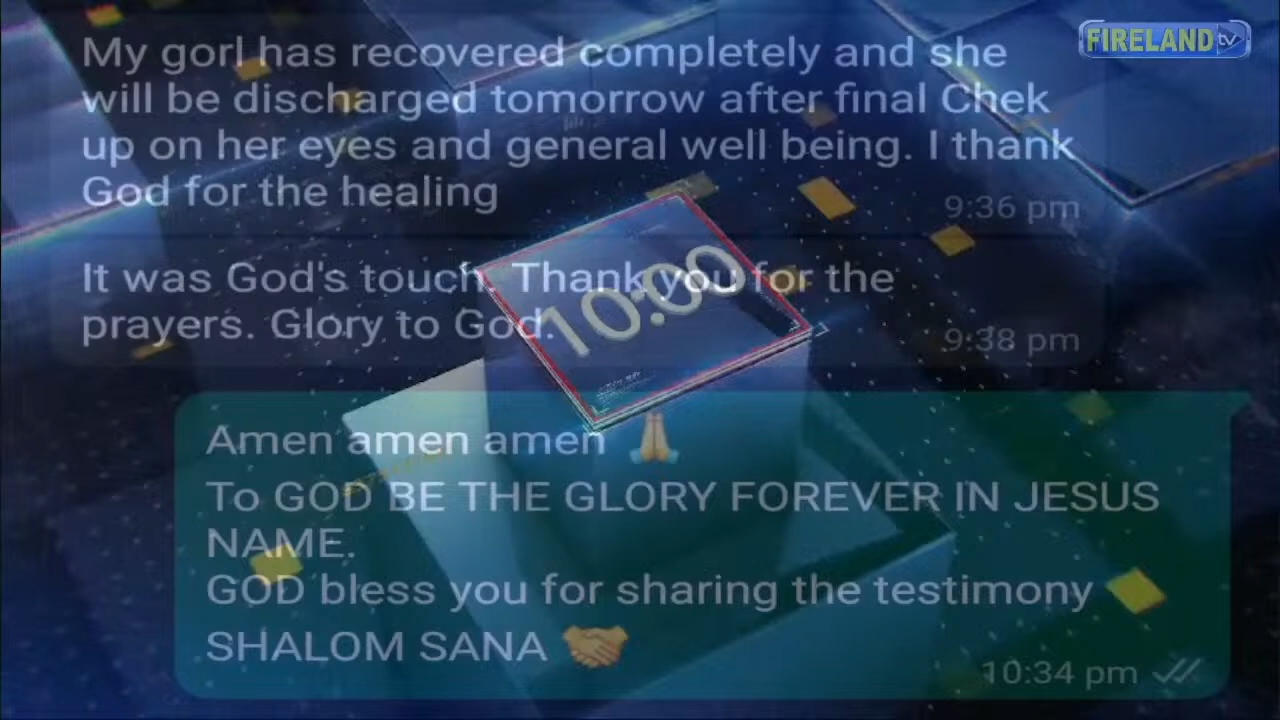 FIRELAND tv
My gorl has recovered completely and she
will be discharged tomorrow after final Chek
up on her eyes and general well being. I thank
God for the healing
9:36 pm
10:00
It was God's touch. Thank you for the
prayers. Glory to God.
9:38 pm
Amen amen amen 🙏
To GOD BE THE GLORY FOREVER IN JESUS
NAME.
GOD bless you for sharing the testimony
SHALOM SANA 🤝
10:34 pm